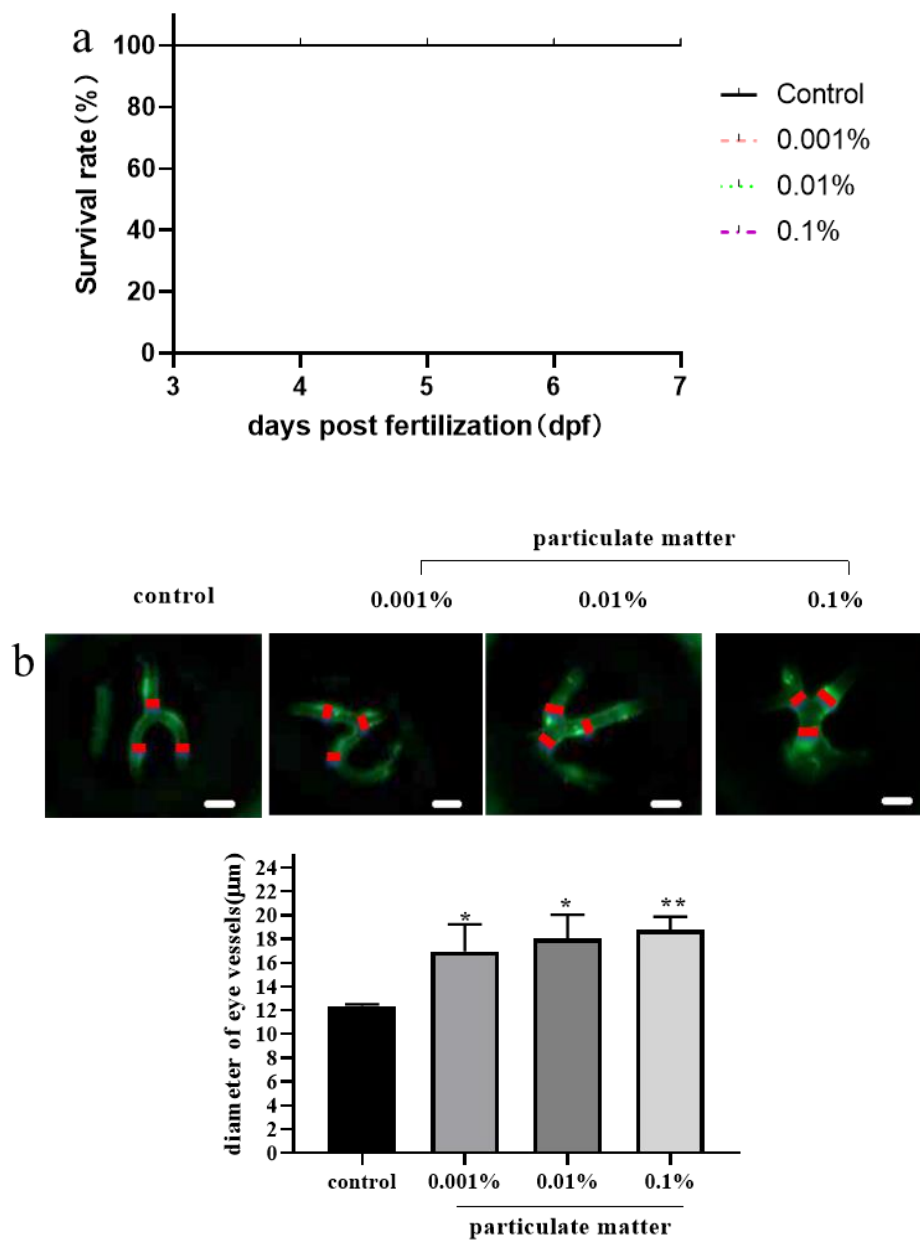 a
100
80
60
40
20
0
Survival rate(%)
3 4 5 6 7
days post fertilization(dpf)
Control
0.001%
0.01%
0.1%
particulate matter
control 0.001% 0.01% 0.1%
b
diameter of eye vessels(μm)
24
22
20
18
16
14
12
10
8
6
4
2
0
* * **
control 0.001% 0.01% 0.1%
particulate matter